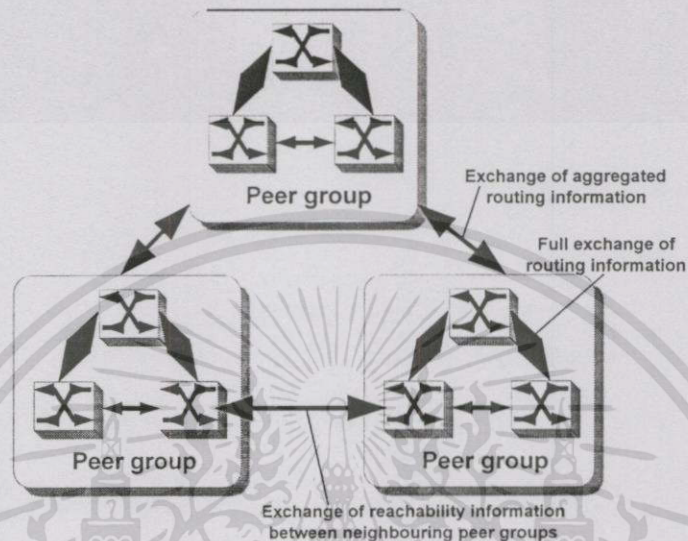 Peer group
Exchange of aggregated
routing information
Full exchange of
routing information
Peer group
Peer group
Exchange of reachability information
between neighbouring peer groups